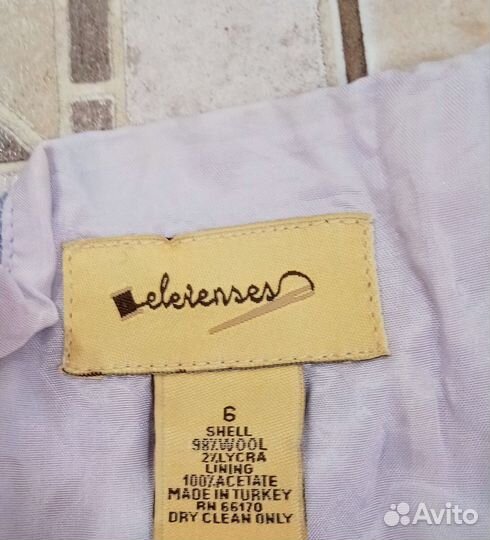 elevenses
6
SHELL
98%WOOL
2%LYCRA
LINING
100%ACETATE
MADE IN TURKEY
RN 66170
DRY CLEAN ONLY
Avito